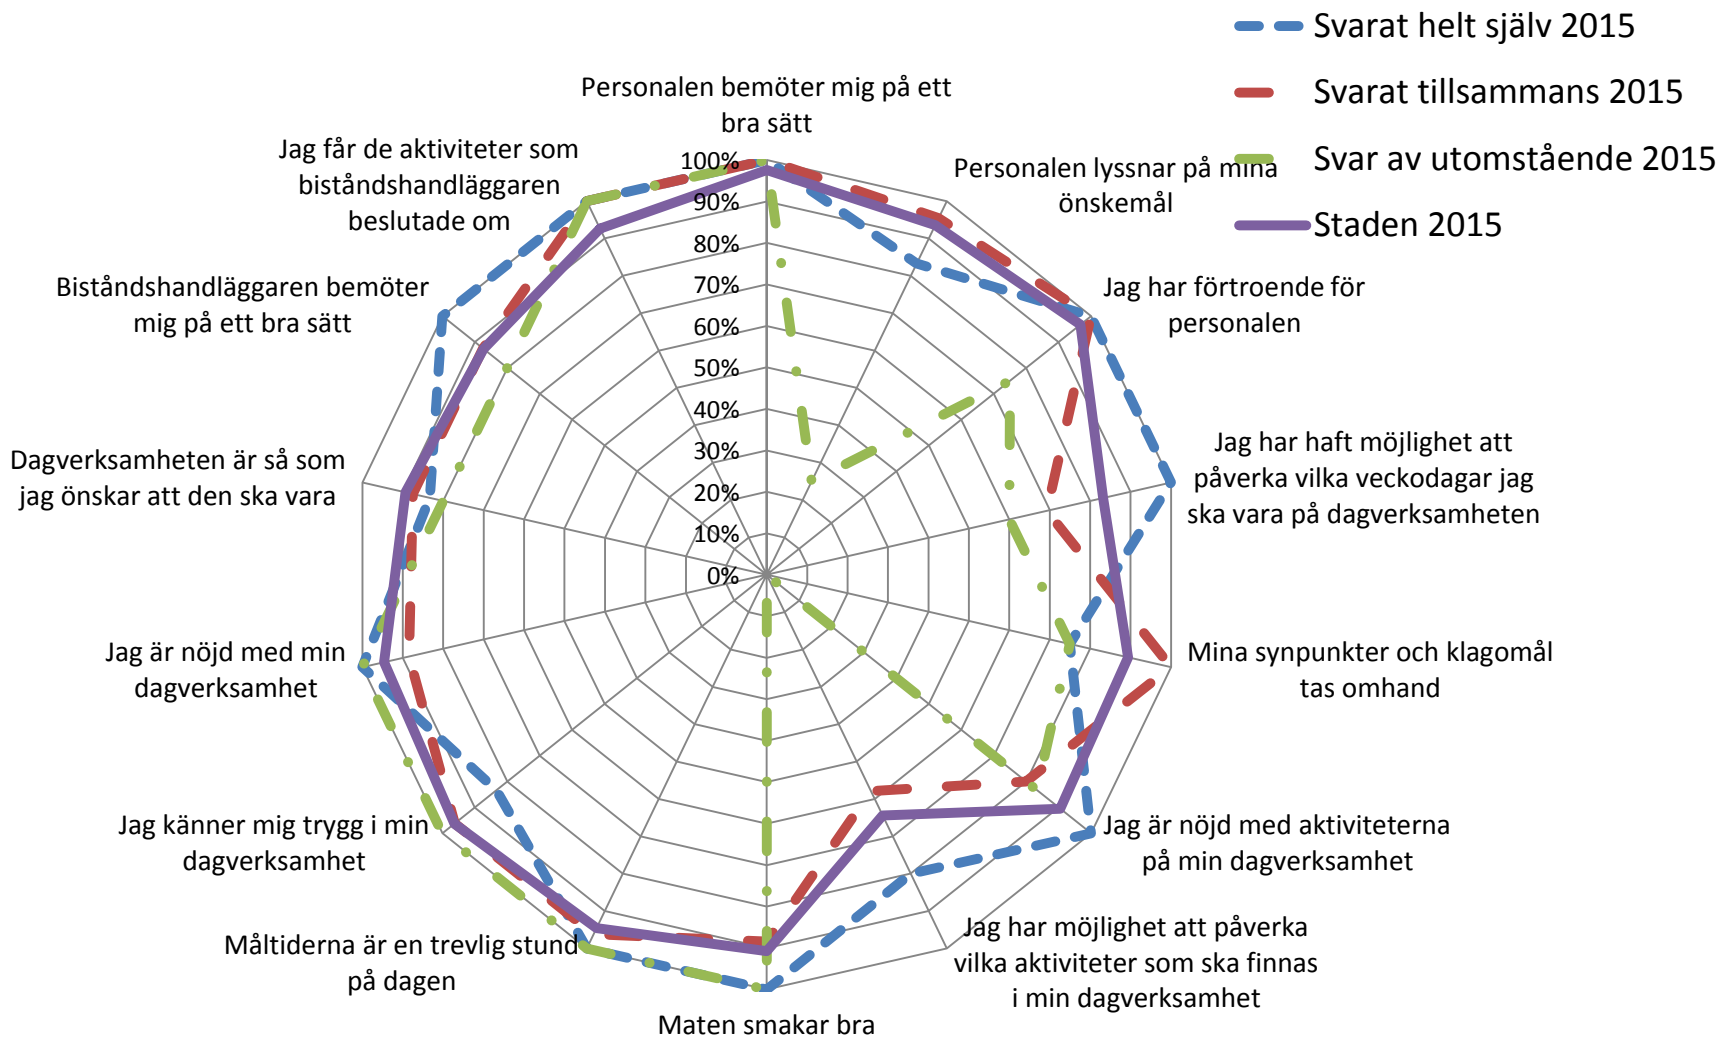 Svarat helt själv 2015
Svarat tillsammans 2015
Svar av utomstående 2015
Staden 2015
Personalen bemöter mig på ett
bra sätt
Personalen lyssnar på mina
önskemål
Jag har förtroende för
personalen
Jag har haft möjlighet att
påverka vilka veckodagar jag
ska vara på dagverksamheten
Mina synpunkter och klagomål
tas omhand
Jag är nöjd med aktiviteterna
på min dagverksamhet
Jag har möjlighet att påverka
vilka aktiviteter som ska finnas
i min dagverksamhet
Maten smakar bra
Måltiderna är en trevlig stund
på dagen
Jag känner mig trygg i min
dagverksamhet
Jag är nöjd med min
dagverksamhet
Dagverksamheten är så som
jag önskar att den ska vara
Biståndshandläggaren bemöter
mig på ett bra sätt
Jag får de aktiviteter som
biståndshandläggaren
beslutade om
100%
90%
80%
70%
60%
50%
40%
30%
20%
10%
0%